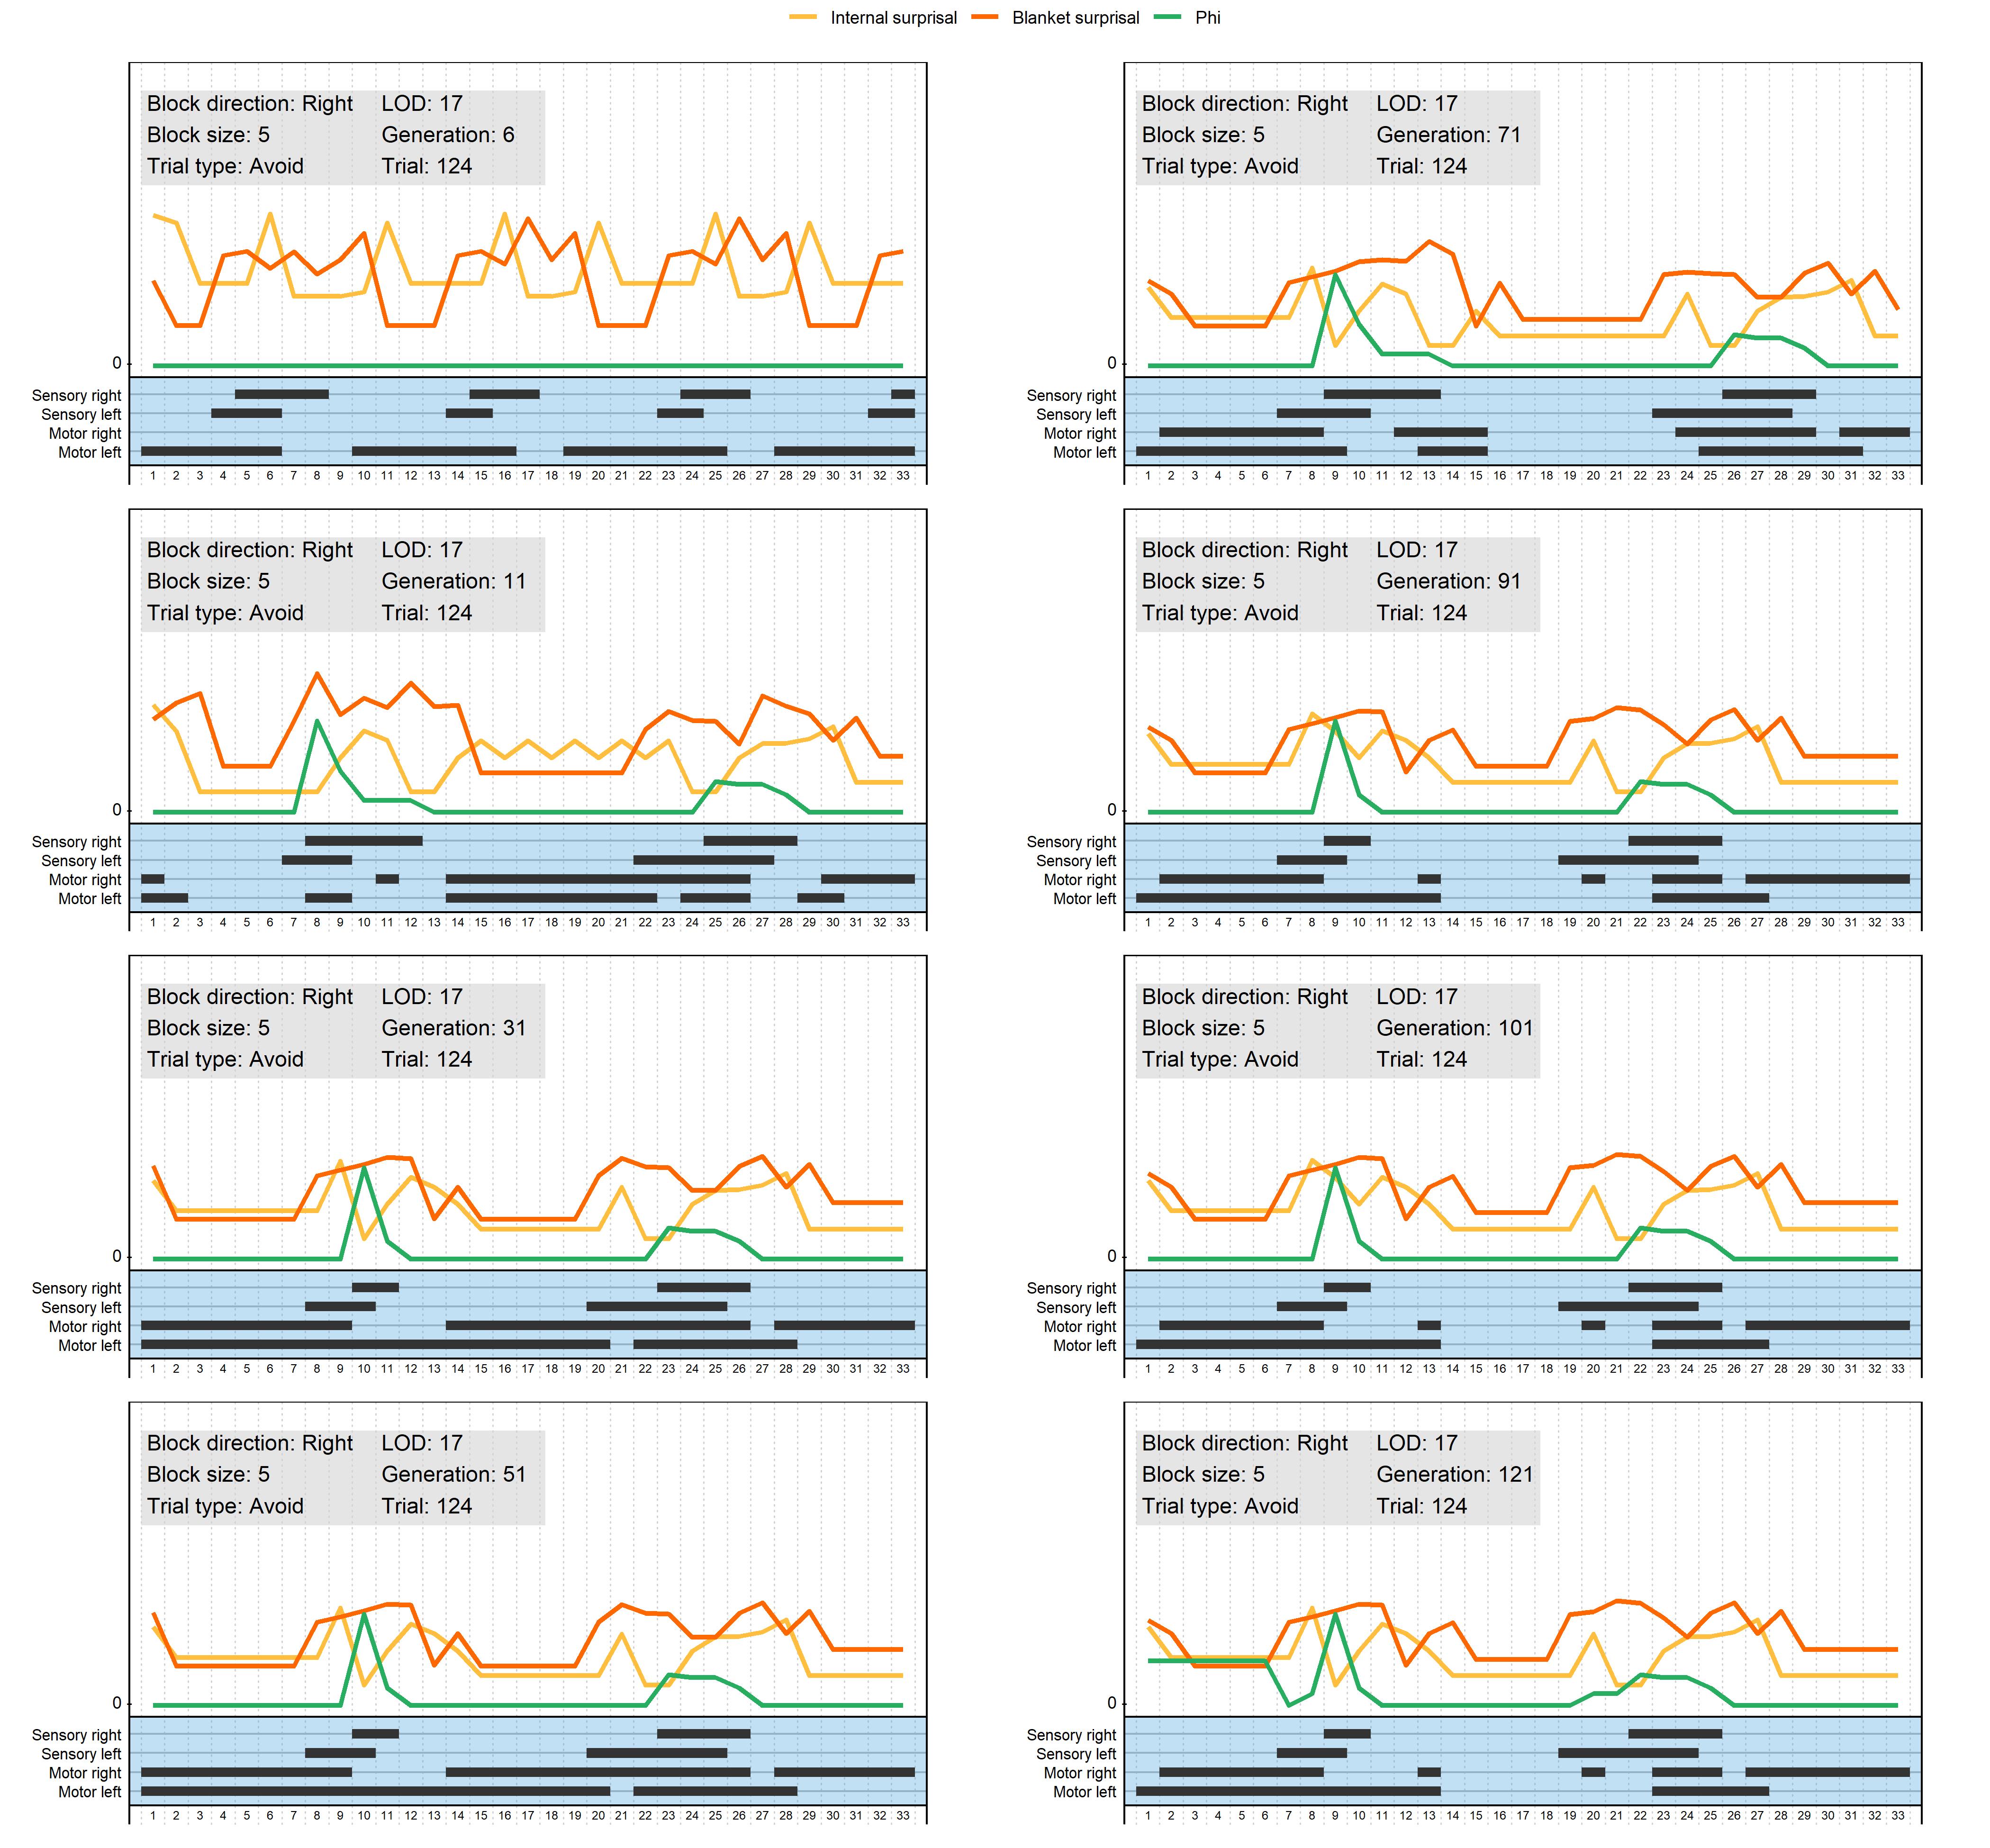 Internal surprisal Blanket surprisal Phi
Block direction: Right LOD: 17
Block size: 5 Generation: 6
Trial type: Avoid Trial: 124
0
Sensory right
Sensory left
Motor right
Motor left
1 2 3 4 5 6 7 8 9 10 11 12 13 14 15 16 17 18 19 20 21 22 23 24 25 26 27 28 29 30 31 32 33
Block direction: Right LOD: 17
Block size: 5 Generation: 71
Trial type: Avoid Trial: 124
0
Sensory right
Sensory left
Motor right
Motor left
1 2 3 4 5 6 7 8 9 10 11 12 13 14 15 16 17 18 19 20 21 22 23 24 25 26 27 28 29 30 31 32 33
Block direction: Right LOD: 17
Block size: 5 Generation: 11
Trial type: Avoid Trial: 124
0
Sensory right
Sensory left
Motor right
Motor left
1 2 3 4 5 6 7 8 9 10 11 12 13 14 15 16 17 18 19 20 21 22 23 24 25 26 27 28 29 30 31 32 33
Block direction: Right LOD: 17
Block size: 5 Generation: 91
Trial type: Avoid Trial: 124
0
Sensory right
Sensory left
Motor right
Motor left
1 2 3 4 5 6 7 8 9 10 11 12 13 14 15 16 17 18 19 20 21 22 23 24 25 26 27 28 29 30 31 32 33
Block direction: Right LOD: 17
Block size: 5 Generation: 31
Trial type: Avoid Trial: 124
0
Sensory right
Sensory left
Motor right
Motor left
1 2 3 4 5 6 7 8 9 10 11 12 13 14 15 16 17 18 19 20 21 22 23 24 25 26 27 28 29 30 31 32 33
Block direction: Right LOD: 17
Block size: 5 Generation: 101
Trial type: Avoid Trial: 124
0
Sensory right
Sensory left
Motor right
Motor left
1 2 3 4 5 6 7 8 9 10 11 12 13 14 15 16 17 18 19 20 21 22 23 24 25 26 27 28 29 30 31 32 33
Block direction: Right LOD: 17
Block size: 5 Generation: 51
Trial type: Avoid Trial: 124
0
Sensory right
Sensory left
Motor right
Motor left
1 2 3 4 5 6 7 8 9 10 11 12 13 14 15 16 17 18 19 20 21 22 23 24 25 26 27 28 29 30 31 32 33
Block direction: Right LOD: 17
Block size: 5 Generation: 121
Trial type: Avoid Trial: 124
0
Sensory right
Sensory left
Motor right
Motor left
1 2 3 4 5 6 7 8 9 10 11 12 13 14 15 16 17 18 19 20 21 22 23 24 25 26 27 28 29 30 31 32 33